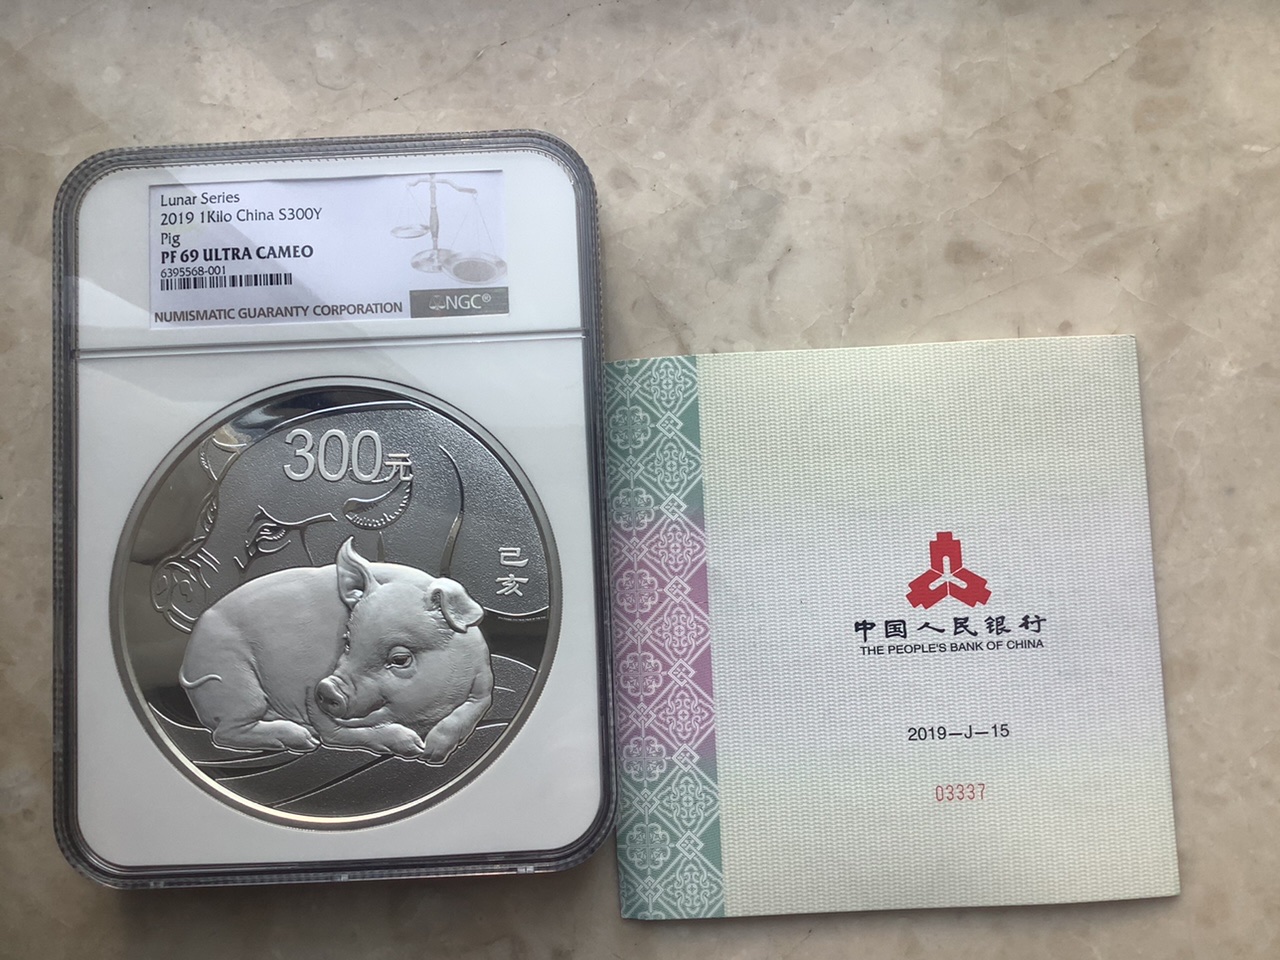 Lunar Series
2019 1Kilo China S300Y
Pig
PF 69 ULTRA CAMEO
6395568-001
NUMISMATIC GUARANTY CORPORATION
NGC®
300元
己
亥
中国人民银行
THE PEOPLE'S BANK OF CHINA
2019—J—15
03337